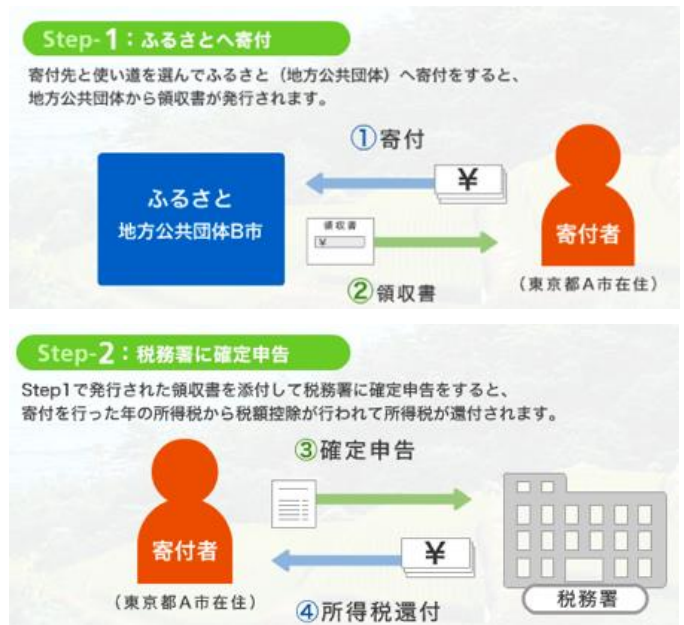 Step-1：ふるさとへ寄付
寄付先と使い道を選んでふるさと（地方公共団体）へ寄付をすると、
地方公共団体から領収書が発行されます。
①寄付
¥
ふるさと
地方公共団体B市
領収書
¥
寄付者
②領収書
（東京都A市在住）
Step-2：税務署に確定申告
Step1で発行された領収書を添付して税務署に確定申告をすると、
寄付を行った年の所得税から税額控除が行われて所得税が還付されます。
③確定申告
寄付者
¥
（東京都A市在住）
④所得税還付
税務署